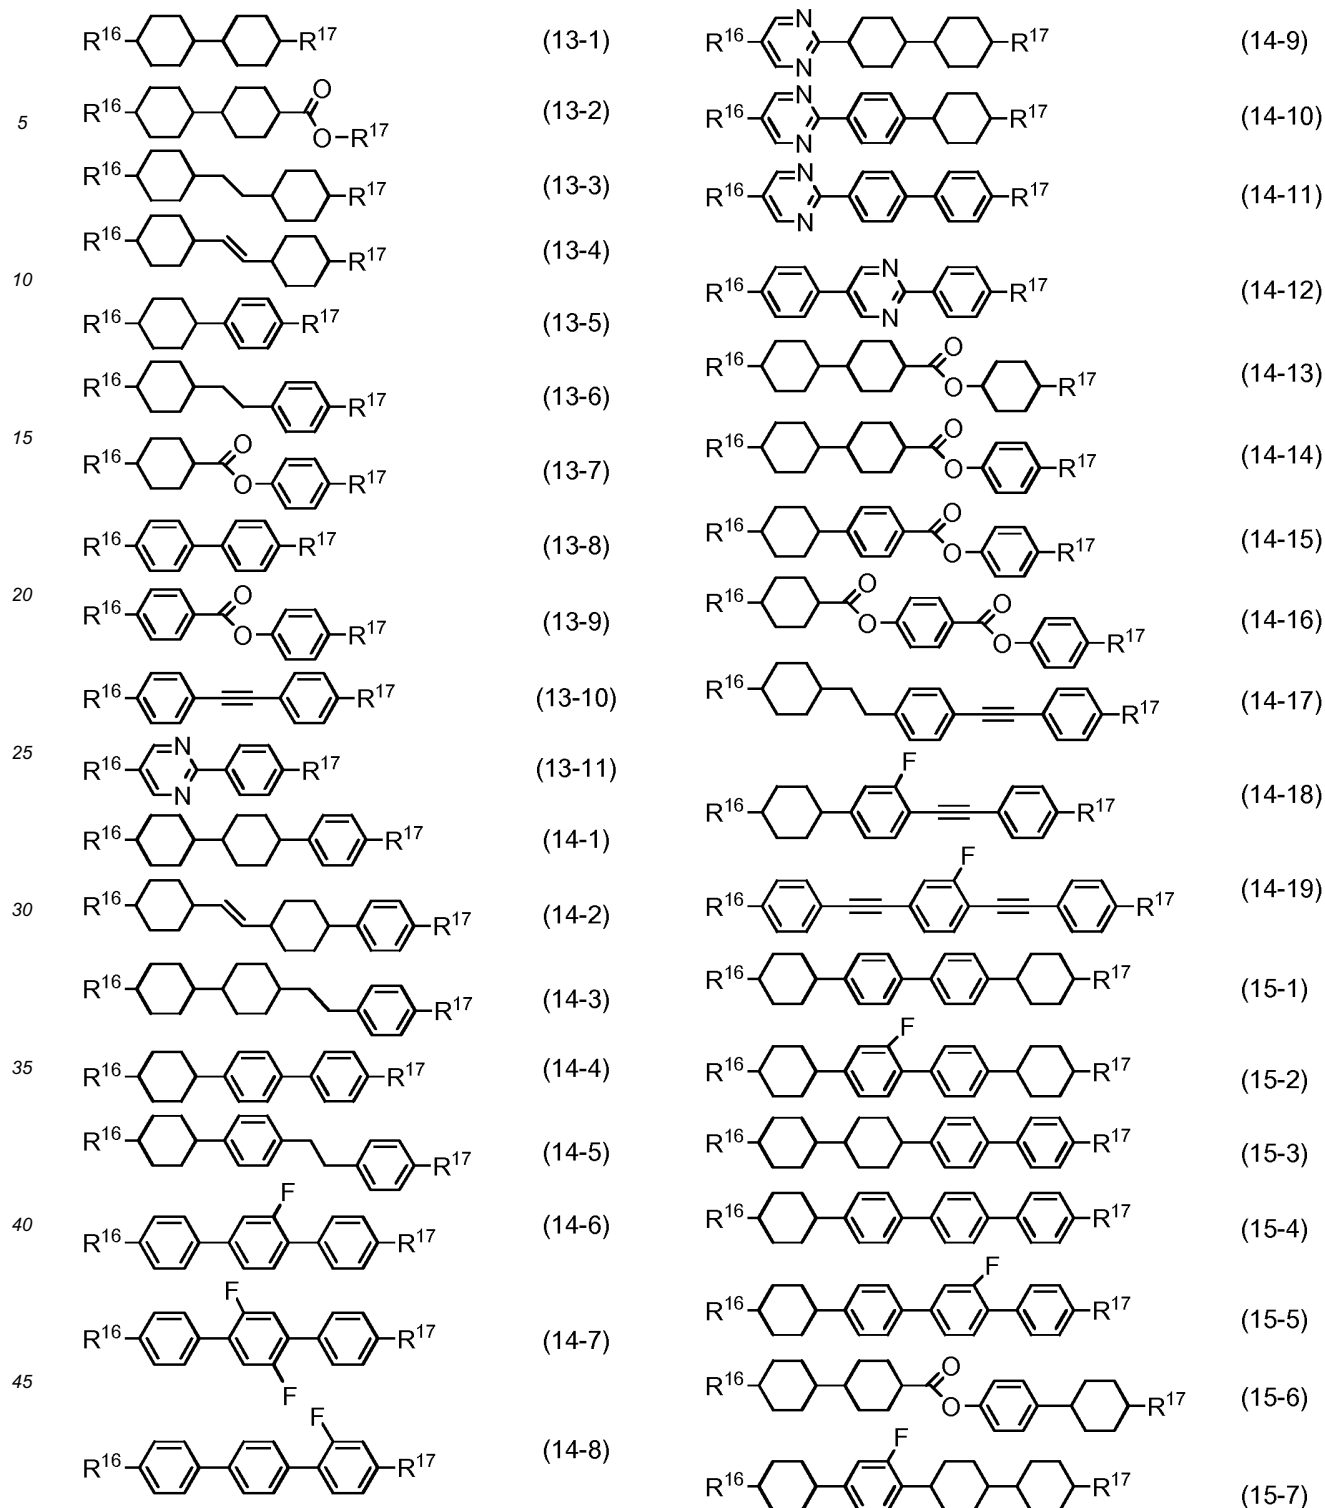 R16 R17 (13-1)
5 R16 O O R17 (13-2)
R16 R17 (13-3)
R16 R17 (13-4)
10
R16 R17 (13-5)
R16 R17 (13-6)
15 R16 O O R17 (13-7)
R16 R17 (13-8)
20 R16 O O R17 (13-9)
R16 R17 (13-10)
25 R16 N N R17 (13-11)
R16 R17 (14-1)
30 R16 R17 (14-2)
R16 R17 (14-3)
35 R16 R17 (14-4)
R16 R17 (14-5)
40 R16 F R17 (14-6)
R16 F F R17 (14-7)
45
R16 F R17 (14-8)
R16 N N R17 (14-9)
R16 N N R17 (14-10)
R16 N N R17 (14-11)
R16 N N R17 (14-12)
R16 O O R17 (14-13)
R16 O O R17 (14-14)
R16 O O R17 (14-15)
R16 O O O O R17 (14-16)
R16 R17 (14-17)
R16 F R17 (14-18)
R16 F R17 (14-19)
R16 R17 (15-1)
R16 F R17 (15-2)
R16 R17 (15-3)
R16 R17 (15-4)
R16 F R17 (15-5)
R16 O O R17 (15-6)
R16 F R17 (15-7)